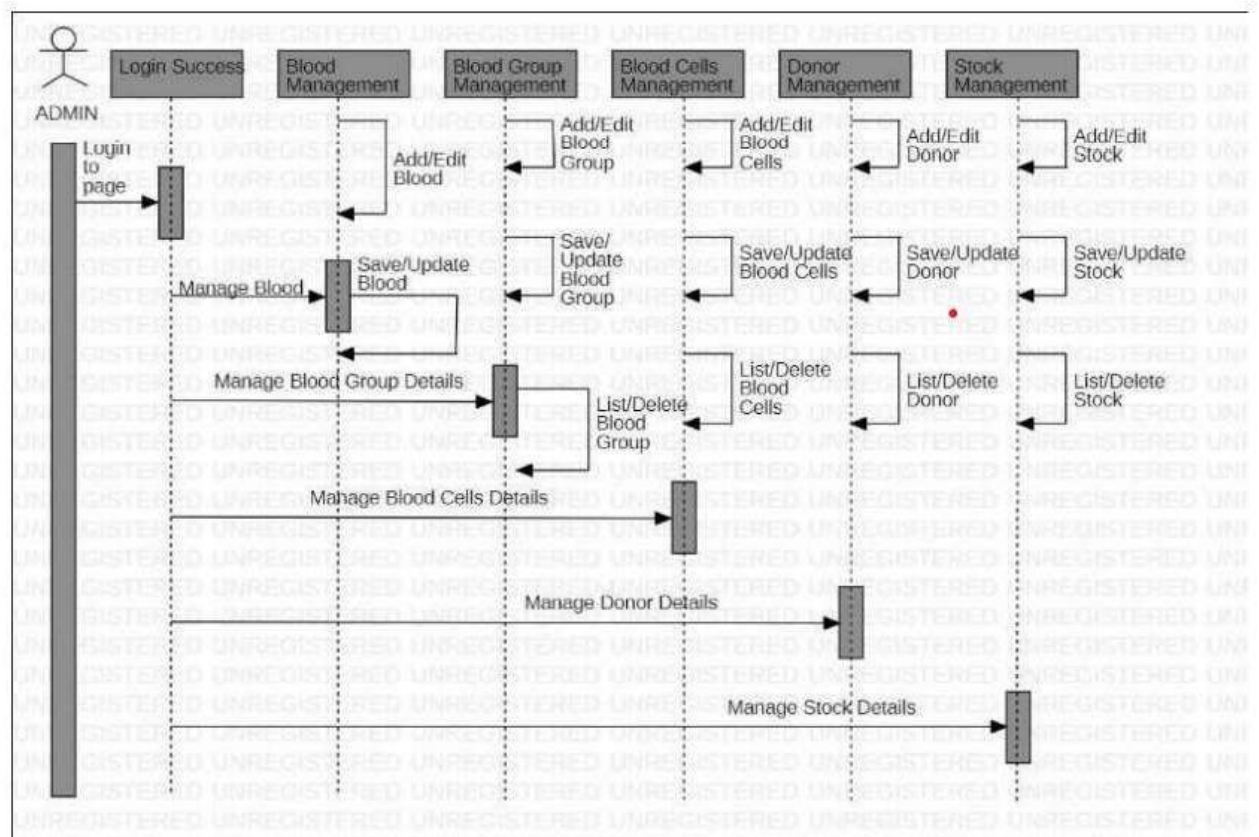 ADMIN
Login Success
Blood
Management
Blood Group
Management
Blood Cells
Management
Donor
Management
Stock
Management
Login
to
page
Add/Edit
Blood
Add/Edit
Blood
Group
Add/Edit
Blood
Cells
Add/Edit
Donor
Add/Edit
Stock
Manage Blood
Save/Update
Blood
Save/
Update
Blood
Group
Save/Update
Blood Cells
Save/Update
Donor
Save/Update
Stock
Manage Blood Group Details
List/Delete
Blood
Group
List/Delete
Blood
Cells
List/Delete
Donor
List/Delete
Stock
Manage Blood Cells Details
Manage Donor Details
Manage Stock Details